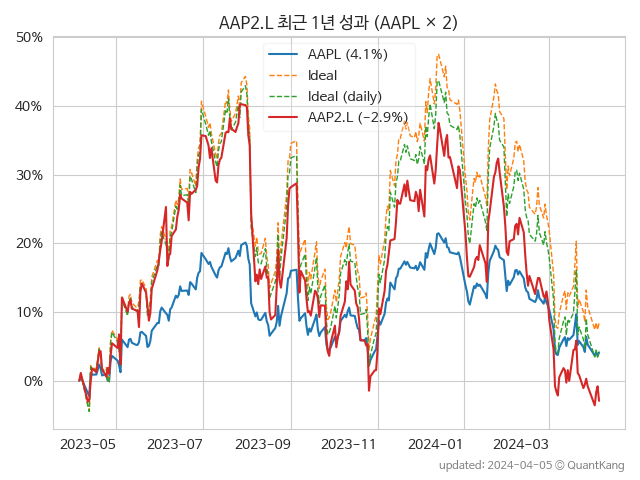 AAP2.L 최근 1년 성과 (AAPL × 2)
50%
40%
30%
20%
10%
0%
AAPL (4.1%)
Ideal
Ideal (daily)
AAP2.L (−2.9%)
2023-05
2023-07
2023-09
2023-11
2024-01
2024-03
updated: 2024-04-05 © QuantKang